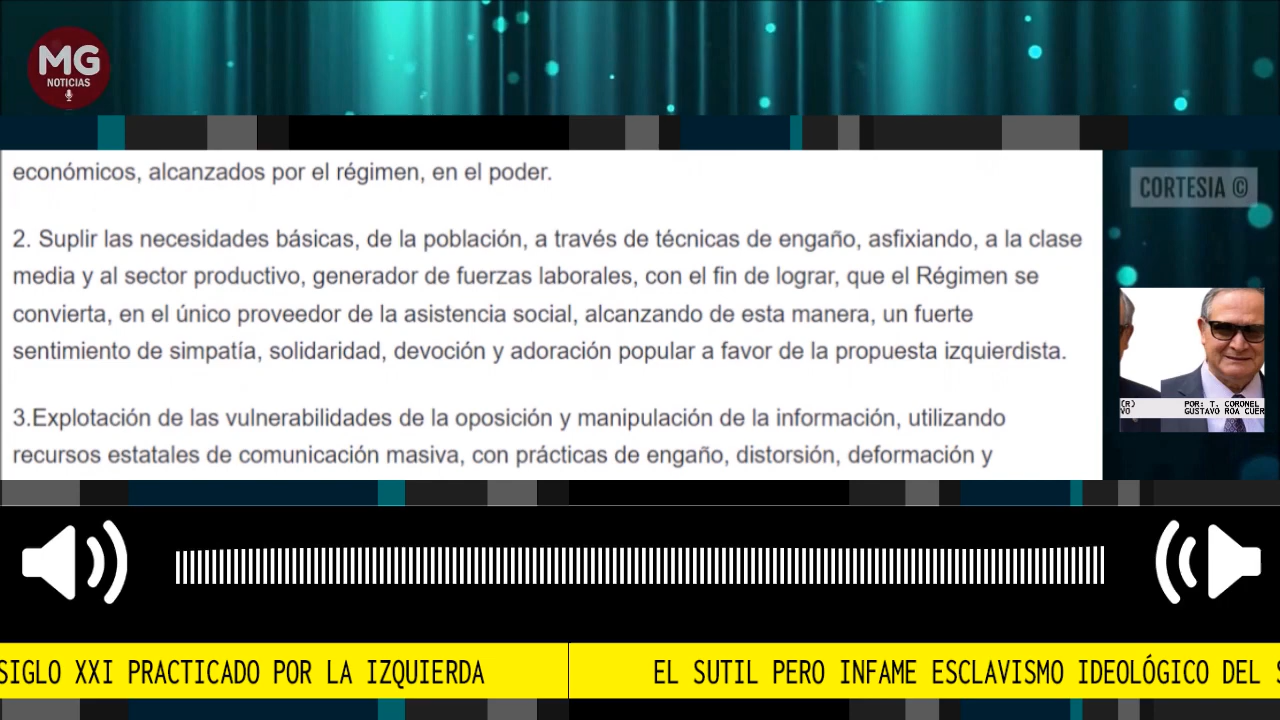 MG
NOTICIAS
económicos, alcanzados por el régimen, en el poder.
2. Suplir las necesidades básicas, de la población, a través de técnicas de engaño, asfixiando, a la clase
media y al sector productivo, generador de fuerzas laborales, con el fin de lograr, que el Régimen se
convierta, en el único proveedor de la asistencia social, alcanzando de esta manera, un fuerte
sentimiento de simpatía, solidaridad, devoción y adoración popular a favor de la propuesta izquierdista.
3.Explotación de las vulnerabilidades de la oposición y manipulación de la información, utilizando
recursos estatales de comunicación masiva, con prácticas de engaño, distorsión, deformación y
CORTESIA ©
(R) POR: T. CORONEL
VO GUSTAVO ROA CUER
SIGLO XXI PRACTICADO POR LA IZQUIERDA
EL SUTIL PERO INFAME ESCLAVISMO IDEOLÓGICO DEL S